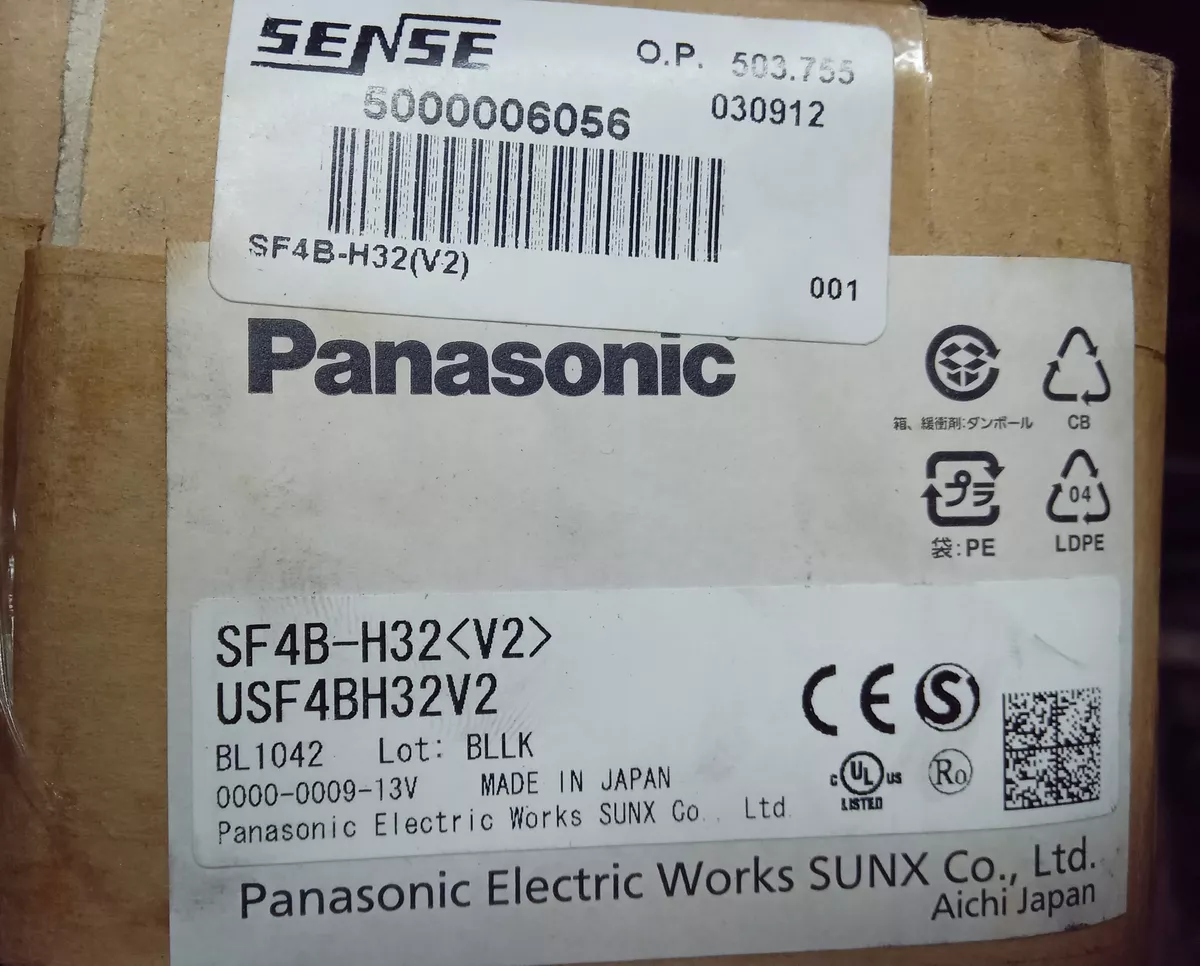 SENSE
O.P. 503.755
5000006056
030912
SF4B-H32(V2)
001
Panasonic
箱、緩衝剤:ダンボール
CB
プラ
04
袋:PE
LDPE
SF4B-H32<V2>
USF4BH32V2
BL1042 Lot: BLLK
0000-0009-13V MADE IN JAPAN
Panasonic Electric Works SUNX Co., Ltd.
CE
S
c UL us
LISTED
Ro
Panasonic Electric Works SUNX Co., Ltd.
Aichi Japan